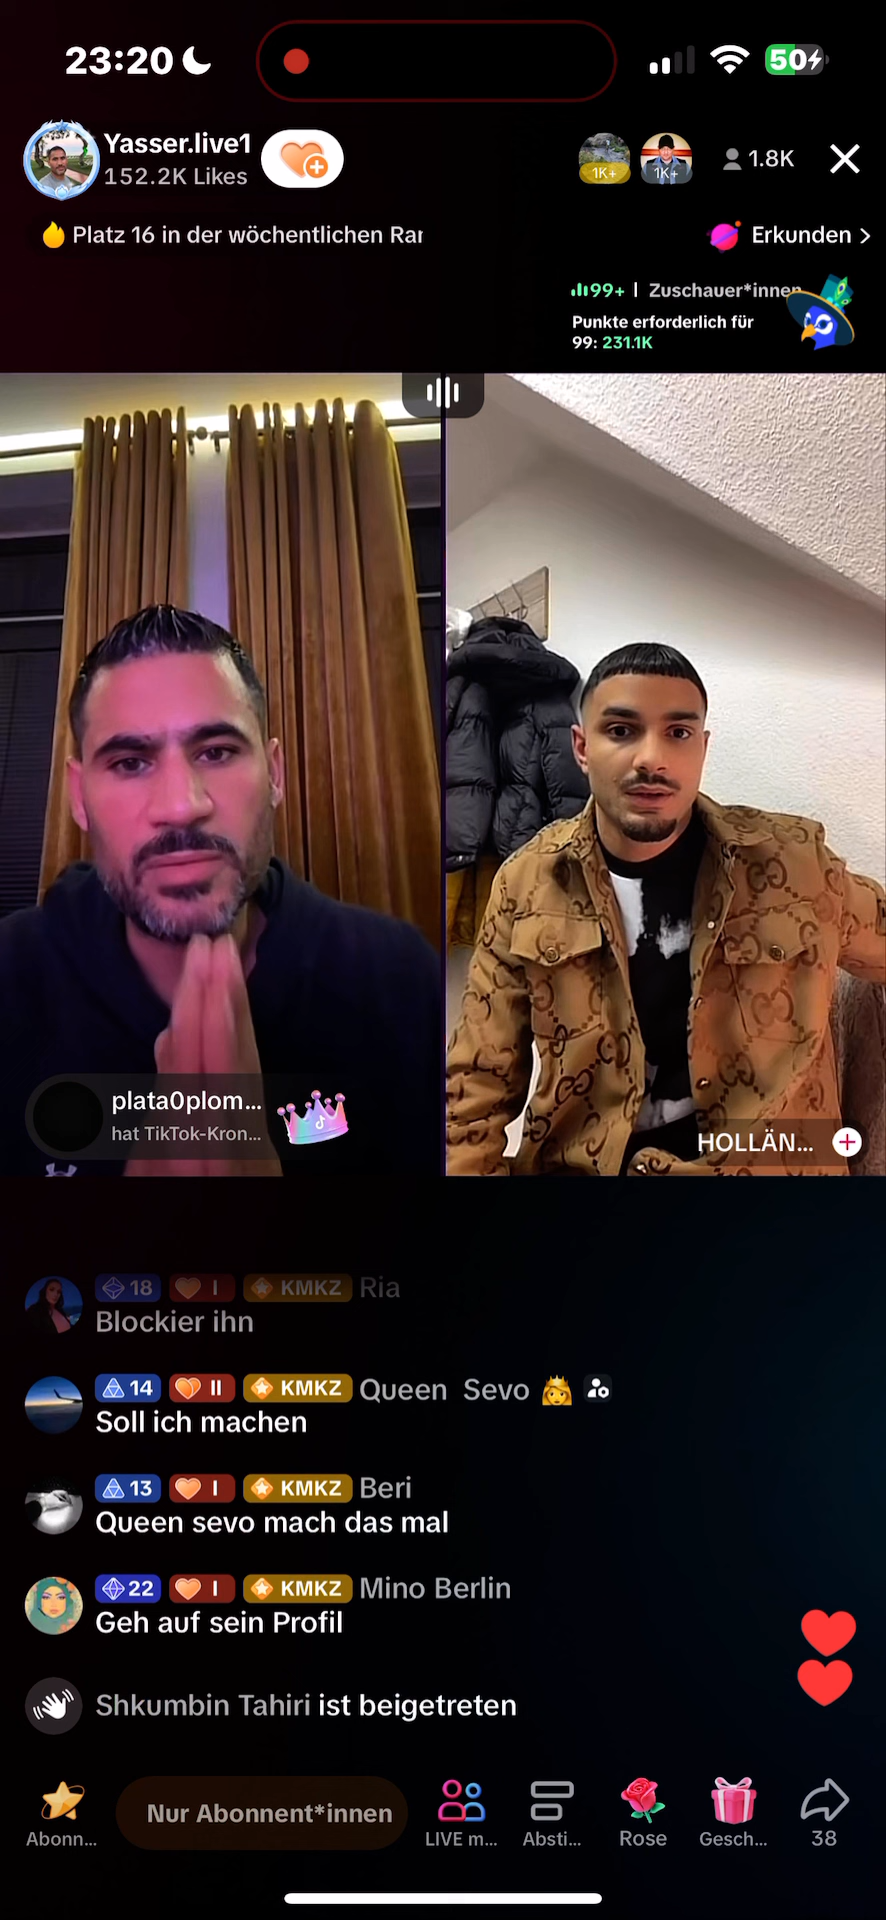 23:20
50
Yasser.live1
152.2K Likes
1K+
1K+
1.8K
Platz 16 in der wöchentlichen Rar
Erkunden >
99+ | Zuschauer*innen
Punkte erforderlich für
99: 231.1K
plata0plom...
hat TikTok-Kron...
HOLLÄN...
18 I KMKZ Ria
Blockier ihn
14 II KMKZ Queen Sevo
Soll ich machen
13 I KMKZ Beri
Queen sevo mach das mal
22 I KMKZ Mino Berlin
Geh auf sein Profil
Shkumbin Tahiri ist beigetreten
Nur Abonnent*innen
Abonn...
LIVE m...
Absti...
Rose
Gesch...
38